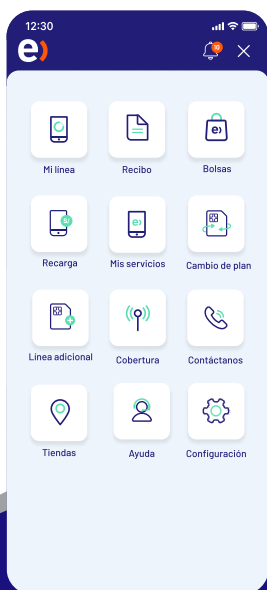 12:30
e)
10
Mi línea
Recibo
e)
Bolsas
Recarga
e)
Mis servicios
Cambio de plan
Línea adicional
Cobertura
Contáctanos
Tiendas
Ayuda
Configuración